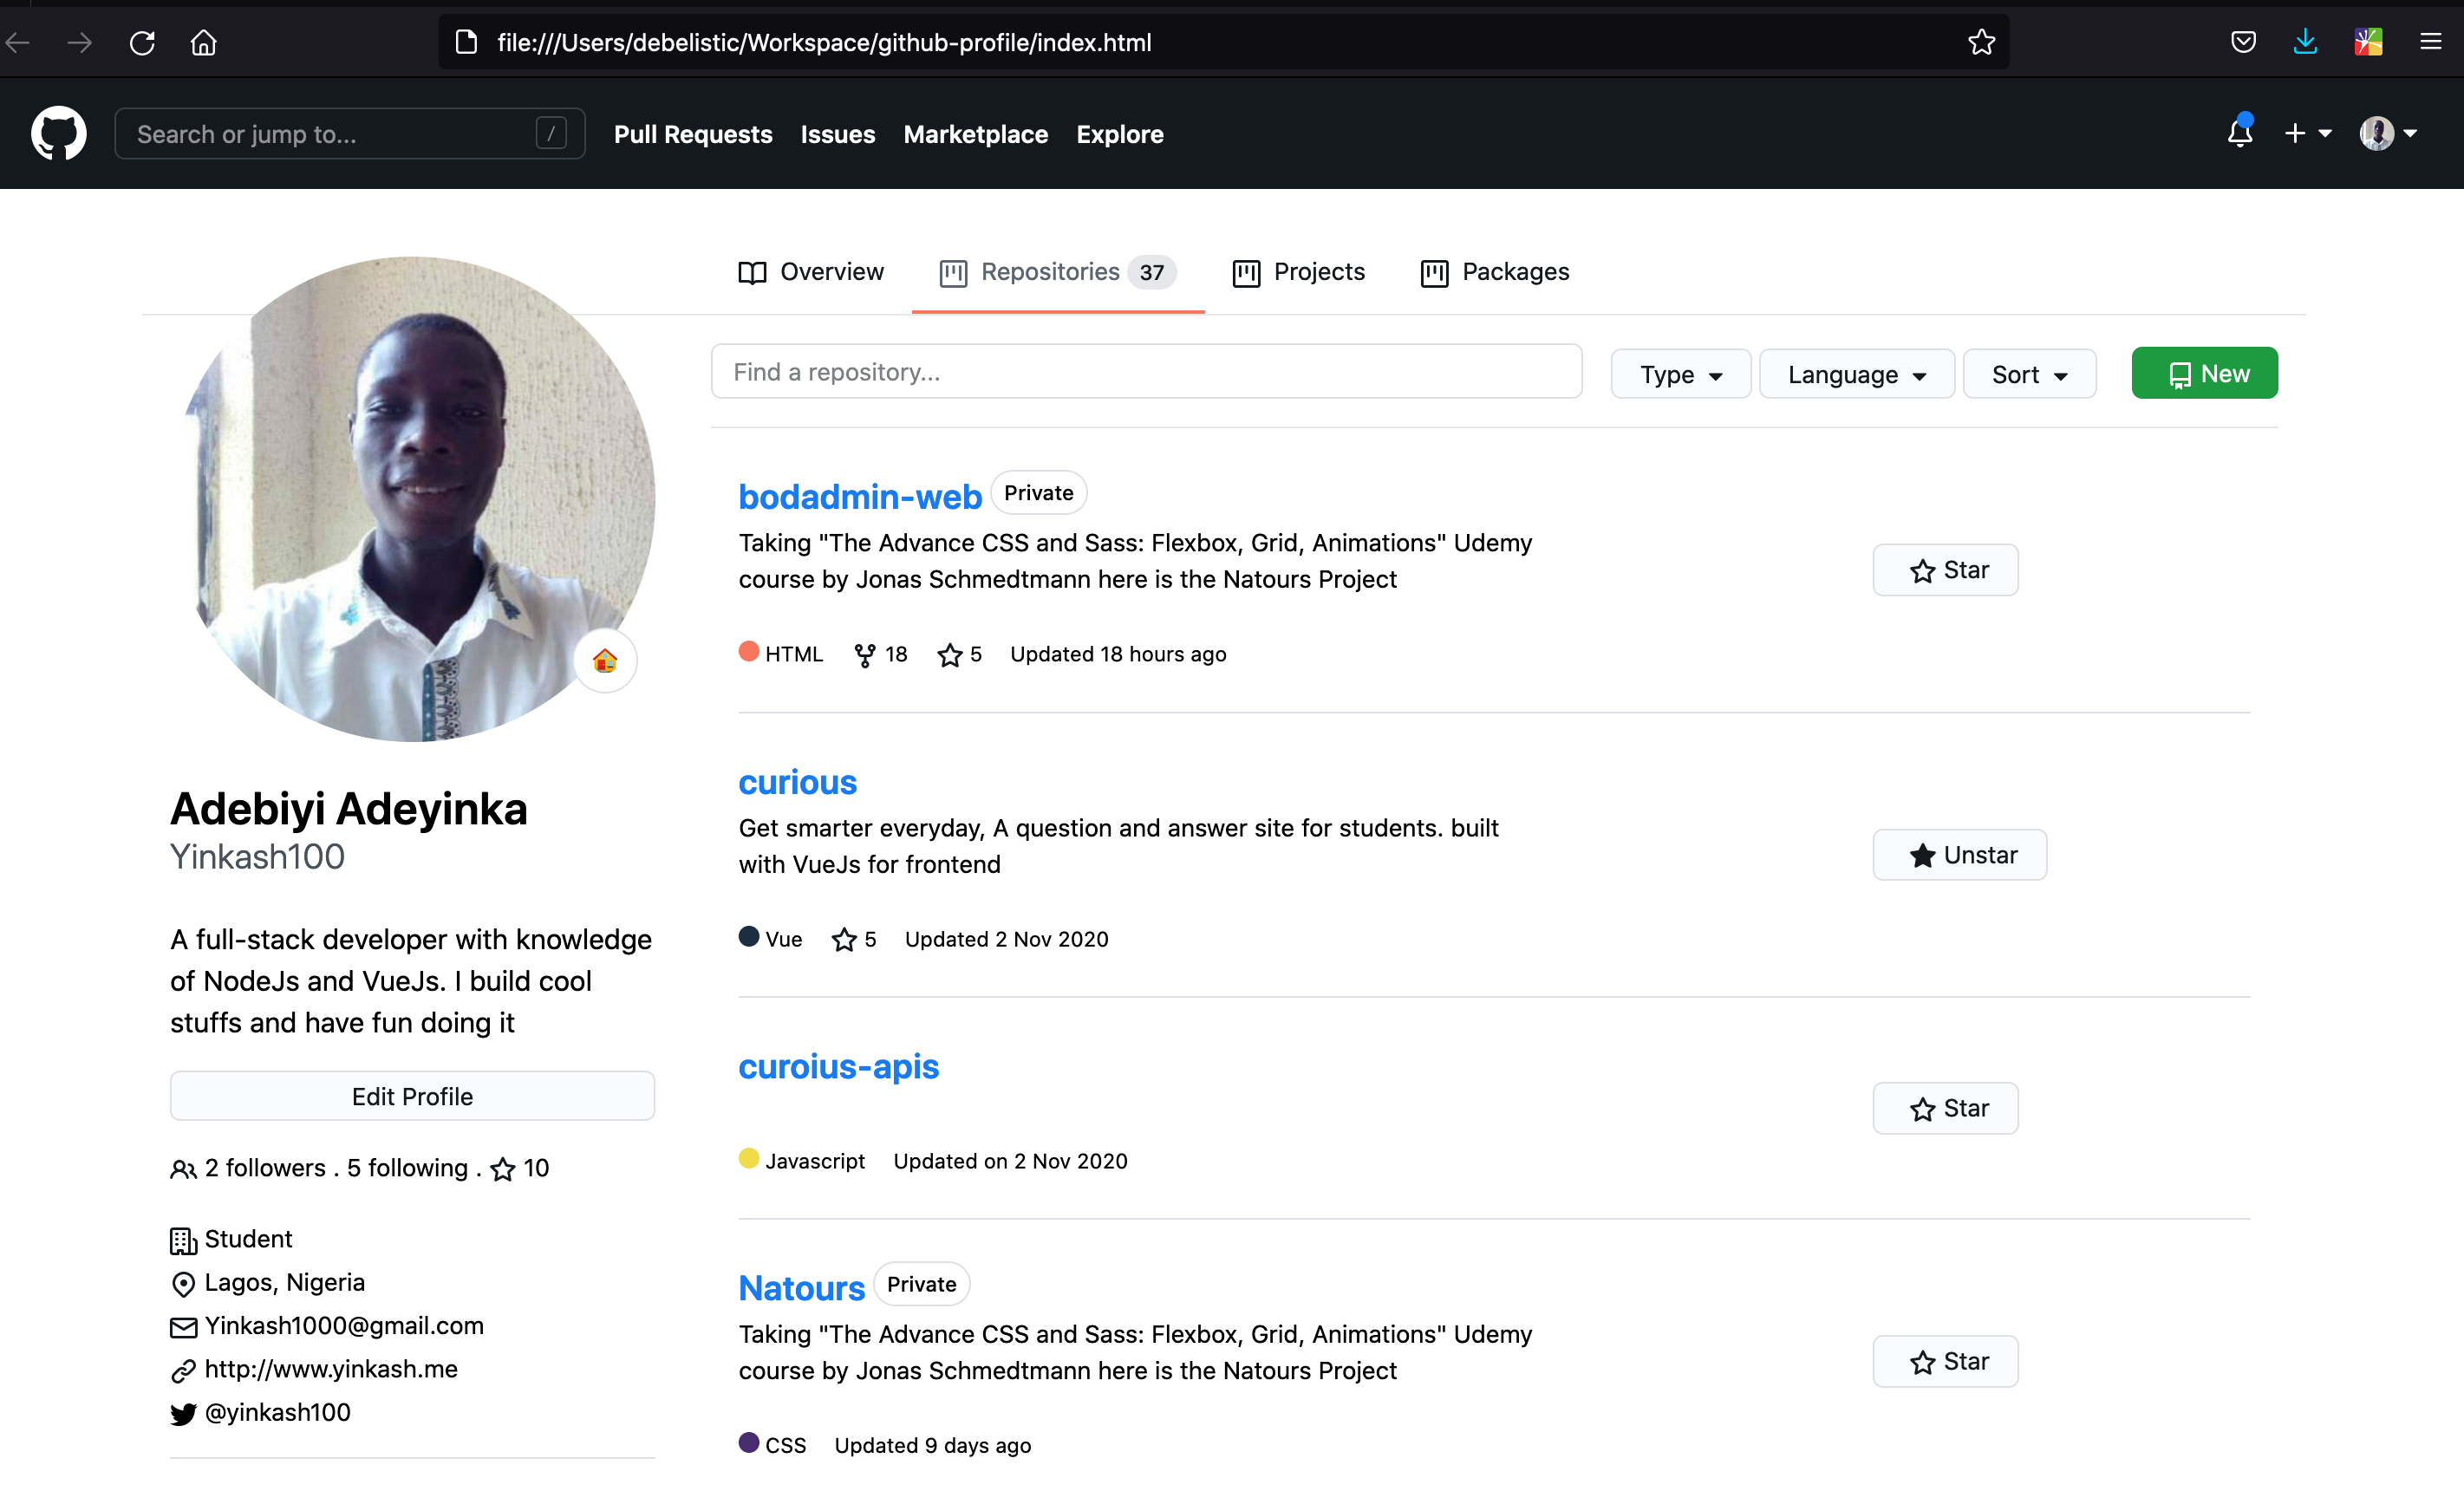 file:///Users/debelistic/Workspace/github-profile/index.html
Search or jump to... /
Pull Requests Issues Marketplace Explore
Overview Repositories 37 Projects Packages
Find a repository... Type Language Sort New
Adebiyi Adeyinka
Yinkash100
A full-stack developer with knowledge
of NodeJs and VueJs. I build cool
stuffs and have fun doing it
Edit Profile
2 followers . 5 following . 10
Student
Lagos, Nigeria
Yinkash1000@gmail.com
http://www.yinkash.me
@yinkash100
bodadmin-web Private
Taking "The Advance CSS and Sass: Flexbox, Grid, Animations" Udemy
course by Jonas Schmedtmann here is the Natours Project
Star
HTML 18 5 Updated 18 hours ago
curious
Get smarter everyday, A question and answer site for students. built
with VueJs for frontend
Unstar
Vue 5 Updated 2 Nov 2020
curoius-apis
Star
Javascript Updated on 2 Nov 2020
Natours Private
Taking "The Advance CSS and Sass: Flexbox, Grid, Animations" Udemy
course by Jonas Schmedtmann here is the Natours Project
Star
CSS Updated 9 days ago